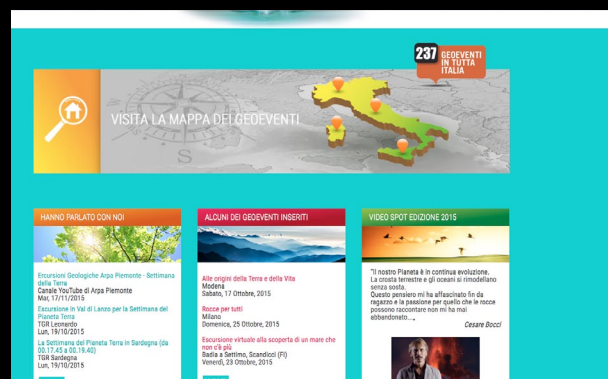 237 GEOEVENTI
IN TUTTA
ITALIA
VISITA LA MAPPA DEI GEOEVENTI
S
HANNO PARLATO CON NOI
Ercursioni Geologiche Arpa Piemonte - Settimana
della Terra
Canale YouTube di Arpa Piemonte
Mar, 17/11/2015
Escurzione in Val di Lanzo per la Settimana del
Pianeta Terra
TGR Leonardo
Lun, 19/10/2015
La Settimana del Pianeta Terra in Sardegna (da
00.17.45 a 00.19.40)
TGR Sardegna
Lun, 19/10/2015
ALCUNI DEI GEOEVENTI INSERITI
Alle origini della Terra e della Vita
Modena
Sabato, 17 Ottobre, 2015
Rocce per tutti
Milano
Domenica, 25 Ottobre, 2015
Escursione virtuale alla scoperta di un mare che
non c'è più
Badia a Settimo, Scandicci (FI)
Venerdì, 23 Ottobre, 2015
VIDEO SPOT EDIZIONE 2015
"Il nostro Pianeta è in continua evoluzione.
La crosta terrestre e gli oceani si rimodellano
senza sosta.
Questo pensiero mi ha affascinato fin da
ragazzo e la passione per quello che le rocce
possono raccontare non mi ha mai
abbandonato...„
Cesare Bocci